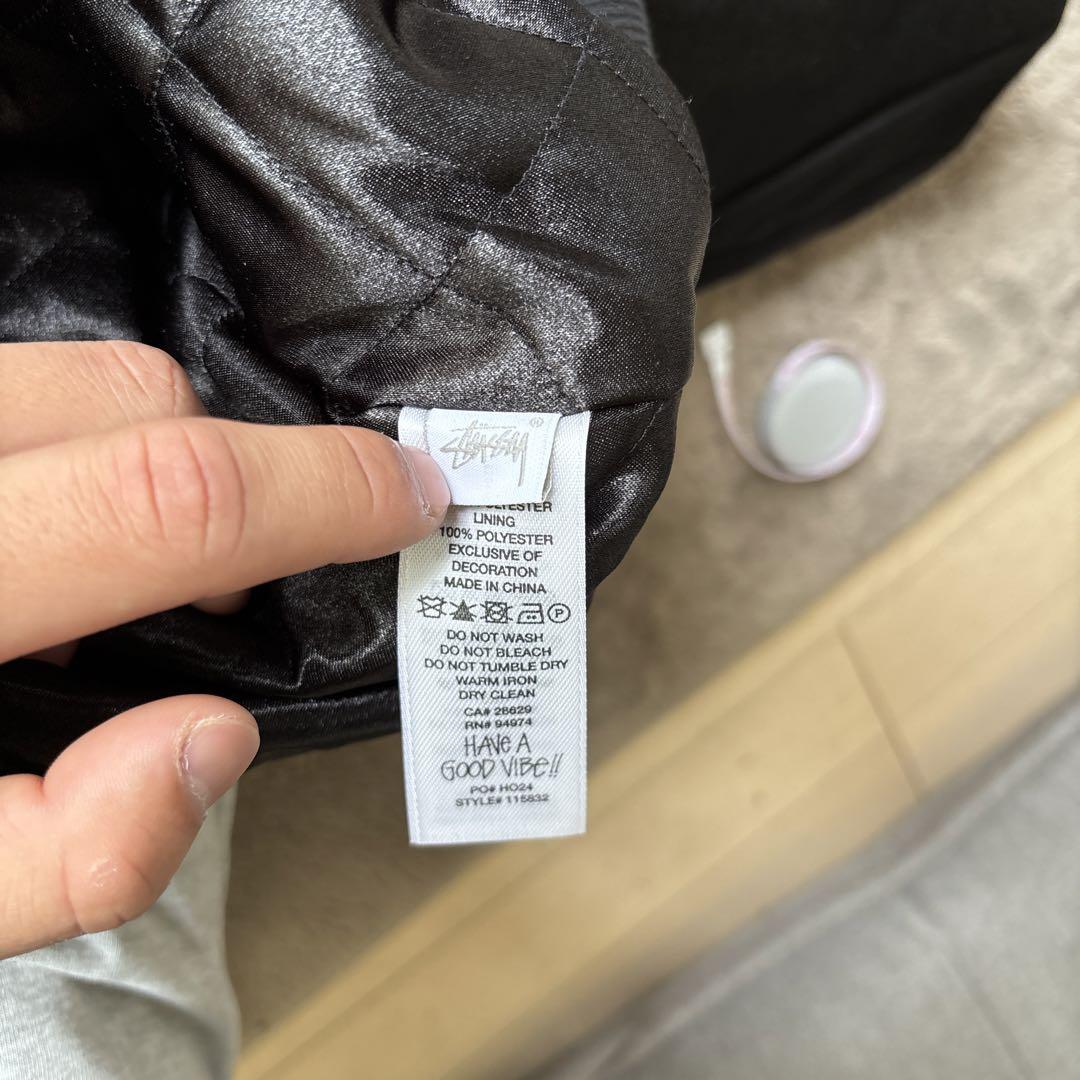 Stüssy ®
LINING
100% POLYESTER
EXCLUSIVE OF
DECORATION
MADE IN CHINA
P
DO NOT WASH
DO NOT BLEACH
DO NOT TUMBLE DRY
WARM IRON
DRY CLEAN
CA# 28629
RN# 94974
HAVE A
GOOD VIBE!!
PO# HO24
STYLE# 115832